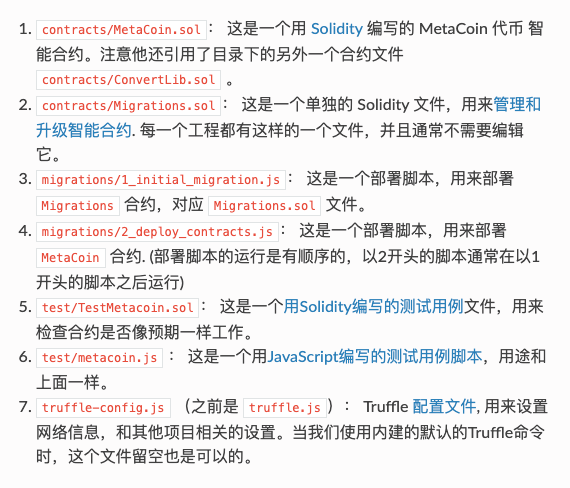 1. contracts/MetaCoin.sol： 这是一个用 Solidity 编写的 MetaCoin 代币 智
能合约。注意他还引用了目录下的另外一个合约文件
contracts/ConvertLib.sol 。
2. contracts/Migrations.sol： 这是一个单独的 Solidity 文件，用来管理和
升级智能合约. 每一个工程都有这样的一个文件，并且通常不需要编辑
它。
3. migrations/1_initial_migration.js： 这是一个部署脚本，用来部署
Migrations 合约，对应 Migrations.sol 文件。
4. migrations/2_deploy_contracts.js： 这是一个部署脚本，用来部署
MetaCoin 合约. (部署脚本的运行是有顺序的，以2开头的脚本通常在以1
开头的脚本之后运行)
5. test/TestMetacoin.sol： 这是一个用Solidity编写的测试用例文件，用来
检查合约是否像预期一样工作。
6. test/metacoin.js ： 这是一个用JavaScript编写的测试用例脚本，用途和
上面一样。
7. truffle-config.js （之前是 truffle.js）： Truffle 配置文件, 用来设置
网络信息，和其他项目相关的设置。当我们使用内建的默认的Truffle命令
时，这个文件留空也是可以的。